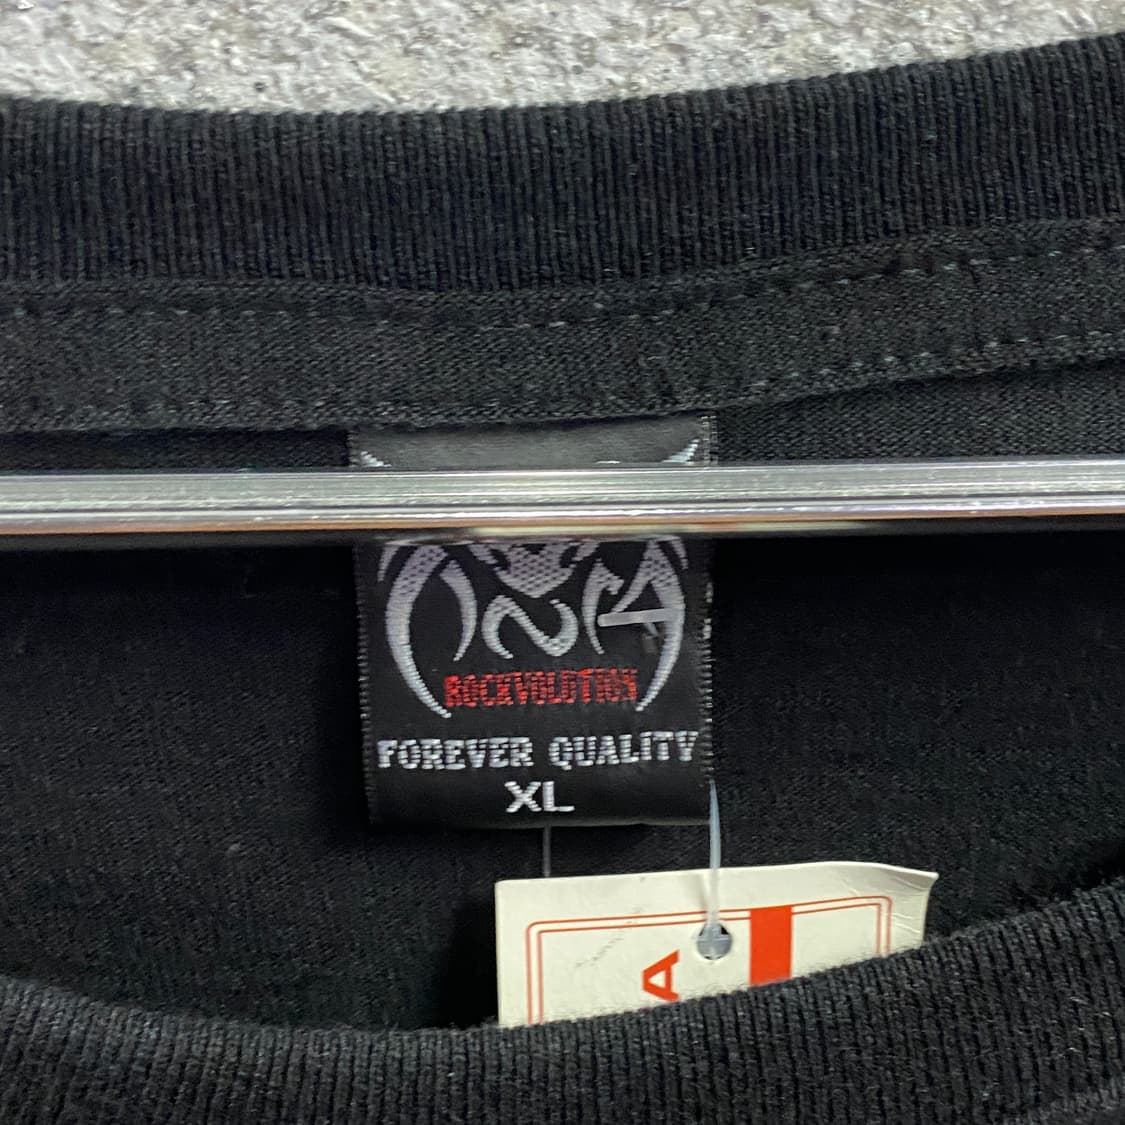 ROCKVOLUTION
FOREVER QUALITY
XL
A